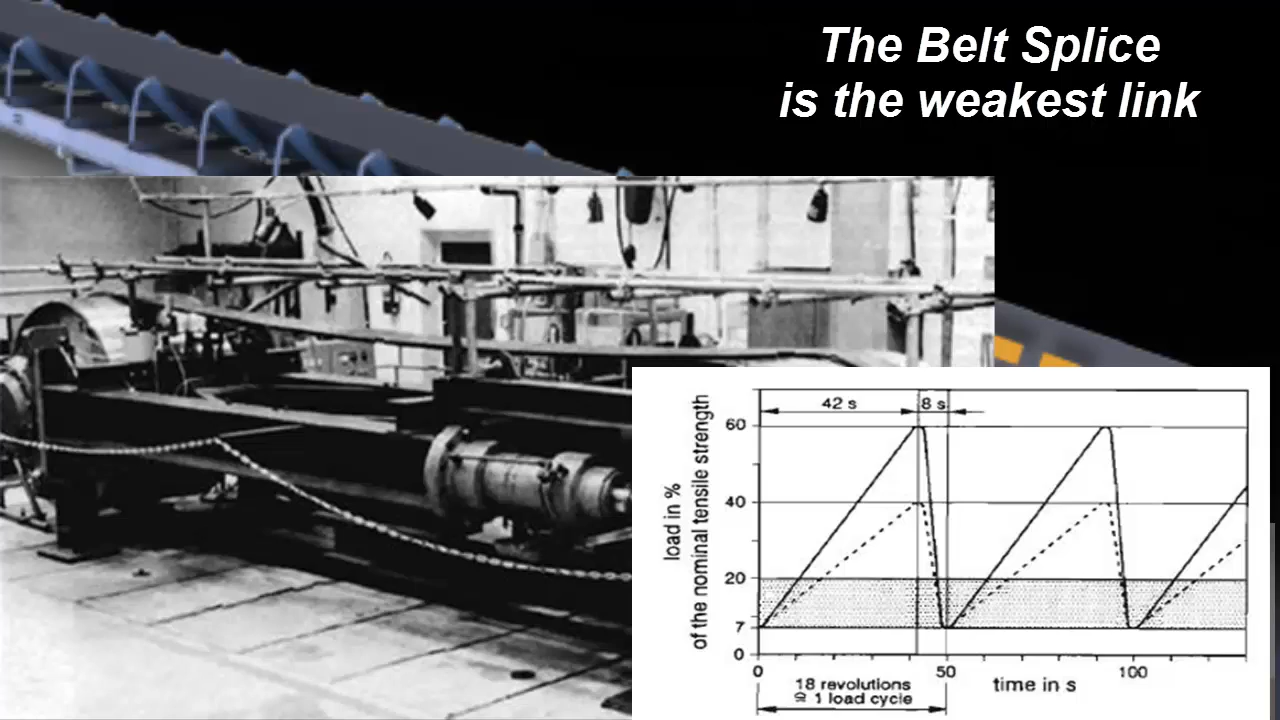 The Belt Splice
is the weakest link
42 s
8 s
load in %
of the nominal tensile strength
60
40
20
7
0
0
50
100
time in s
18 revolutions
≙ 1 load cycle